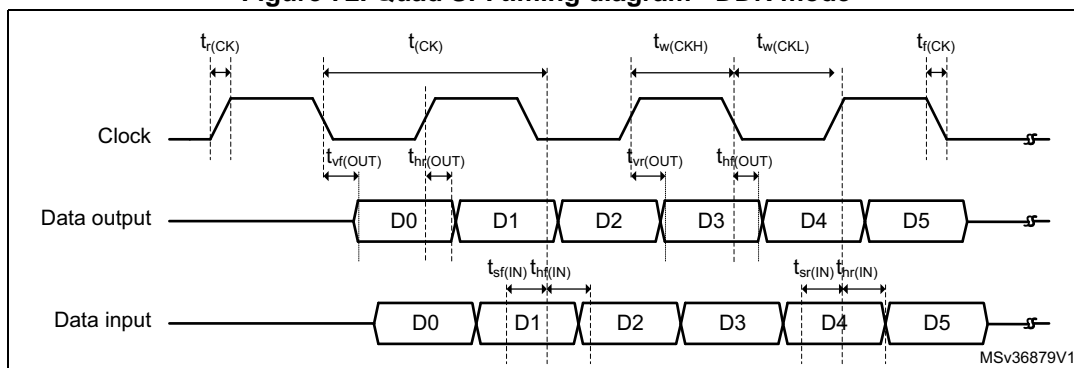 Figure Quad-SPI timing diagram - DDR mode
tr(CK) t(CK) tw(CKH) tw(CKL) tf(CK)
Clock
tvf(OUT) thr(OUT) tvr(OUT) thf(OUT)
Data output D0 D1 D2 D3 D4 D5
tsf(IN) thf(IN) tsr(IN) thr(IN)
Data input D0 D1 D2 D3 D4 D5
MSv36879V1